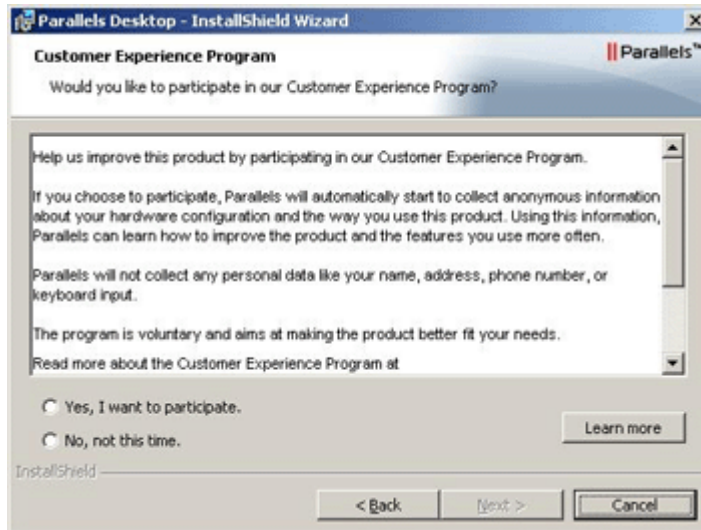 Parallels Desktop - InstallShield Wizard
Customer Experience Program
Parallels™
Would you like to participate in our Customer Experience Program?
Help us improve this product by participating in our Customer Experience Program.
If you choose to participate, Parallels will automatically start to collect anonymous information
about your hardware configuration and the way you use this product. Using this information,
Parallels can learn how to improve the product and the features you use more often.
Parallels will not collect any personal data like your name, address, phone number, or
keyboard input.
The program is voluntary and aims at making the product better fit your needs.
Read more about the Customer Experience Program at
Yes, I want to participate.
No, not this time.
Learn more
InstallShield
< Back
Next >
Cancel